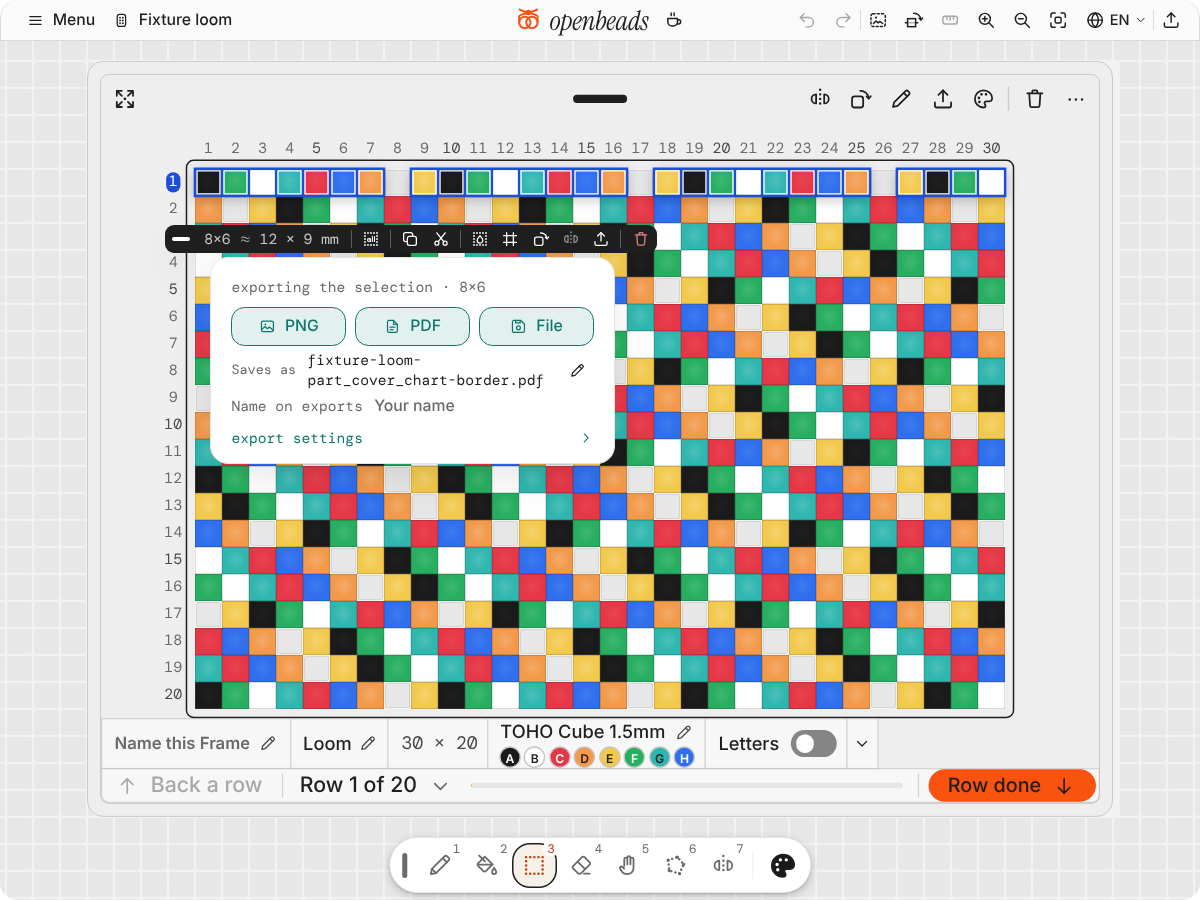 Menu
Fixture loom
openbeads
EN
1 2 3 4 5 6 7 8 9 10 11 12 13 14 15 16 17 18 19 20 21 22 23 24 25 26 27 28 29 30
1
2
8×6 ≈ 12 × 9 mm
4
5
6
7
8
9
10
11
12
13
14
15
16
17
18
19
20
exporting the selection · 8×6
PNG PDF File
Saves as fixture-loom-
part_cover_chart-border.pdf
Name on exports Your name
export settings
Name this Frame
Loom
30 × 20
TOHO Cube 1.5mm
A B C D E F G H
Letters
Back a row
Row 1 of 20
Row done
1 2 3 4 5 6 7